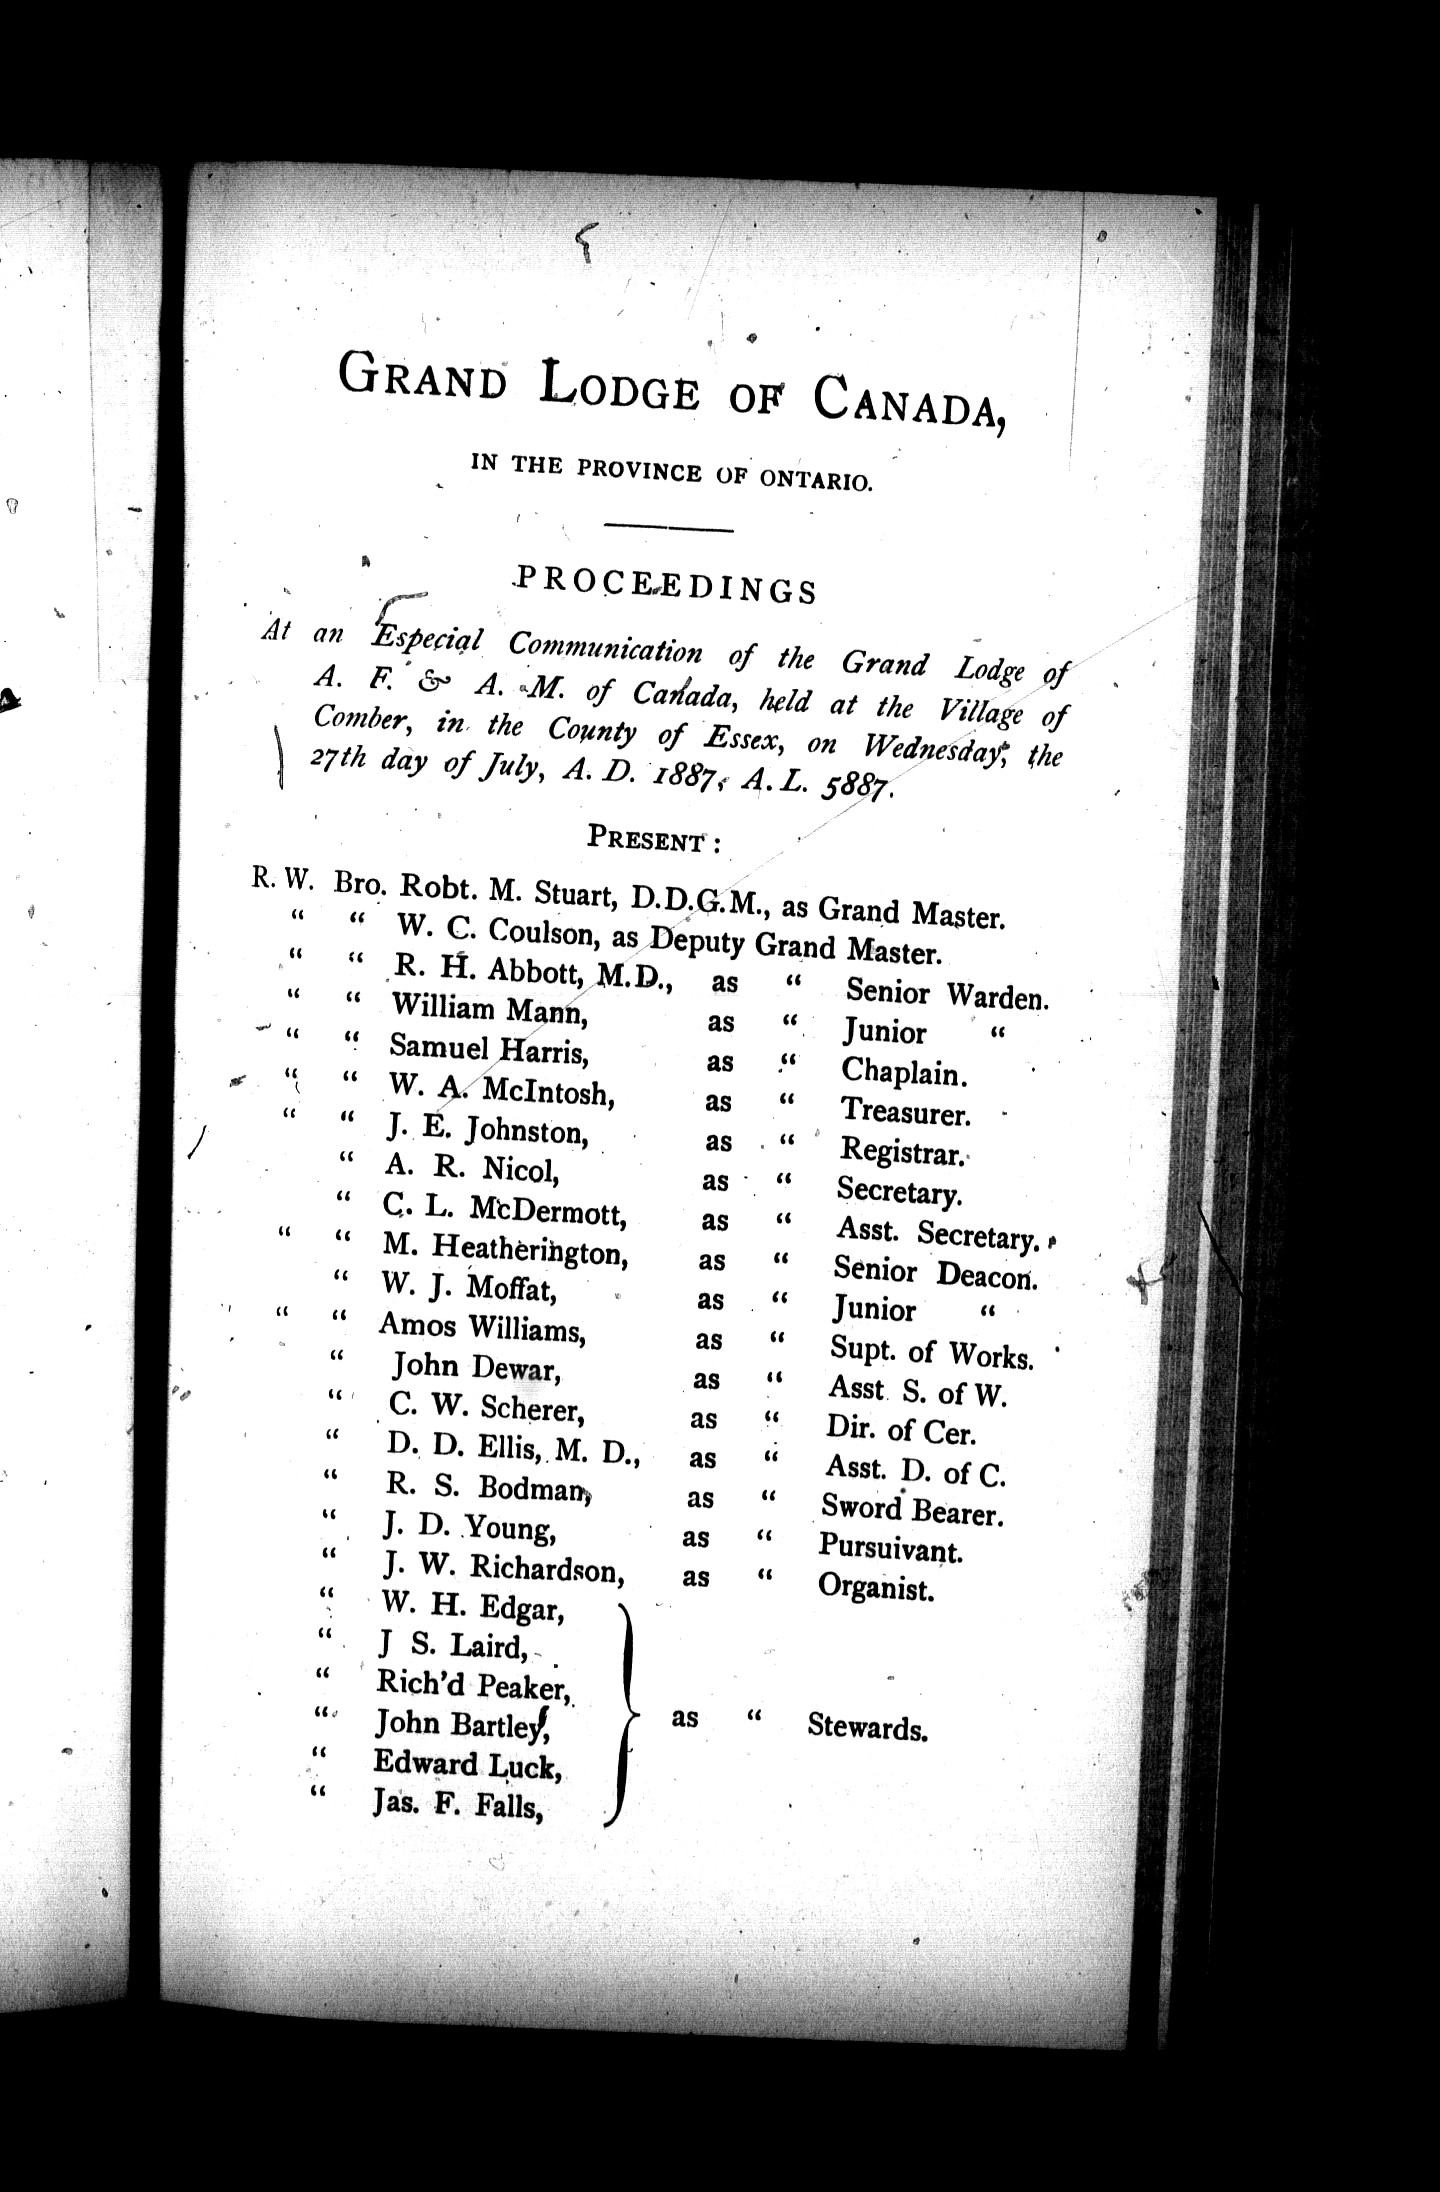 GRAND LODGE OF CANADA,
IN THE PROVINCE OF ONTARIO.
PROCEEDINGS
At an Especial Communication of the Grand Lodge of
A. F. & A. M. of Canada, held at the Village of
Comber, in the County of Essex, on Wednesday, the
27th day of July, A. D. 1887, A. L. 5887.
PRESENT:
R. W. Bro. Robt. M. Stuart, D.D.G.M., as Grand Master.
“ “ W. C. Coulson, as Deputy Grand Master.
“ “ R. H. Abbott, M.D., as “ Senior Warden.
“ “ William Mann, as “ Junior “
“ “ Samuel Harris, as “ Chaplain.
“ “ W. A. McIntosh, as “ Treasurer.
“ “ J. E. Johnston, as “ Registrar.
“ A. R. Nicol, as “ Secretary.
“ C. L. McDermott, as “ Asst. Secretary.
“ “ M. Heatherington, as “ Senior Deacon.
“ W. J. Moffat, as “ Junior “
“ “ Amos Williams, as “ Supt. of Works.
“ John Dewar, as “ Asst S. of W.
“ C. W. Scherer, as “ Dir. of Cer.
“ D. D. Ellis, M. D., as “ Asst. D. of C.
“ R. S. Bodman, as “ Sword Bearer.
“ J. D. Young, as “ Pursuivant.
“ J. W. Richardson, as “ Organist.
“ W. H. Edgar,
“ J S. Laird,
“ Rich'd Peaker,
“ John Bartley, as “ Stewards.
“ Edward Luck,
“ Jas. F. Falls,